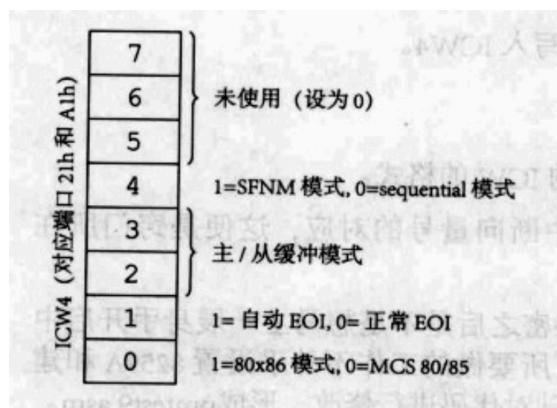 ICW4（对应端口 21h 和 A1h）
7
6
5
未使用（设为 0）
4
1=SFNM 模式, 0=sequential 模式
3
2
主 / 从缓冲模式
1
1= 自动 EOI, 0= 正常 EOI
0
1=80x86 模式, 0=MCS 80/85